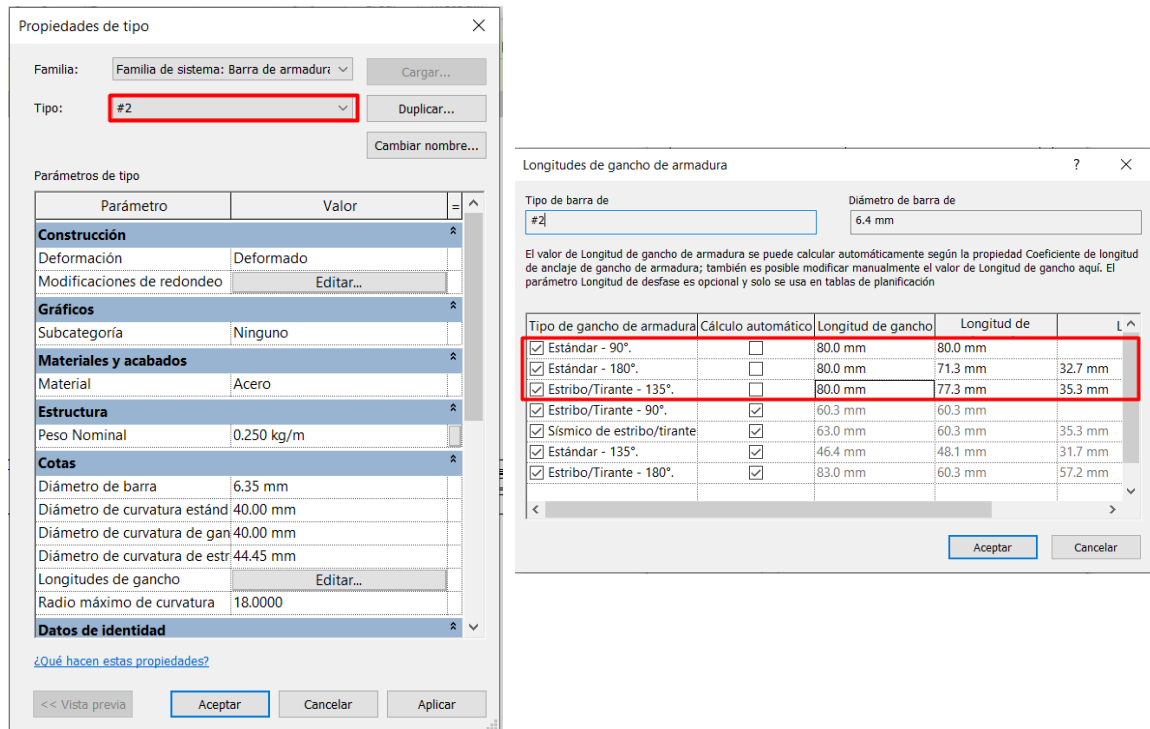 Propiedades de tipo
Familia: Familia de sistema: Barra de armadura Cargar...
Tipo: #2 Duplicar...
Cambiar nombre...
Parámetros de tipo
Parámetro Valor =
Construcción
Deformación Deformado
Modificaciones de redondeo Editar...
Gráficos
Subcategoría Ninguno
Materiales y acabados
Material Acero
Estructura
Peso Nominal 0.250 kg/m
Cotas
Diámetro de barra 6.35 mm
Diámetro de curvatura estánd 40.00 mm
Diámetro de curvatura de gan 40.00 mm
Diámetro de curvatura de estr 44.45 mm
Longitudes de gancho Editar...
Radio máximo de curvatura 18.0000
Datos de identidad
¿Qué hacen estas propiedades?
<< Vista previa Aceptar Cancelar Aplicar
Longitudes de gancho de armadura ?
Tipo de barra de Diámetro de barra de
#2 6.4 mm
El valor de Longitud de gancho de armadura se puede calcular automáticamente según la propiedad Coeficiente de longitud
de anclaje de gancho de armadura; también es posible modificar manualmente el valor de Longitud de gancho aquí. El
parámetro Longitud de desfase es opcional y solo se usa en tablas de planificación
Tipo de gancho de armadura Cálculo automático Longitud de gancho Longitud de L
Estándar - 90°. 80.0 mm 80.0 mm
Estándar - 180°. 80.0 mm 71.3 mm 32.7 mm
Estribo/Tirante - 135°. 80.0 mm 77.3 mm 35.3 mm
Estribo/Tirante - 90°. 60.3 mm 60.3 mm
Sísmico de estribo/tirante 63.0 mm 60.3 mm 35.3 mm
Estándar - 135°. 46.4 mm 48.1 mm 31.7 mm
Estribo/Tirante - 180°. 83.0 mm 60.3 mm 57.2 mm
Aceptar Cancelar